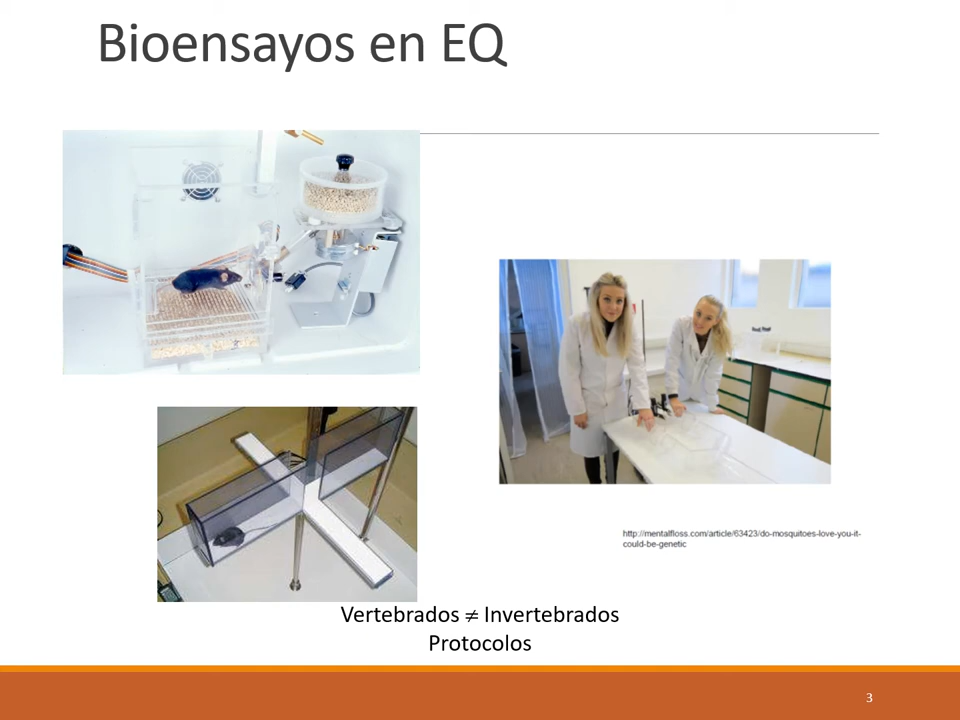 Bioensayos en EQ
http://mentalfloss.com/article/63423/do-mosquitoes-love-you-it-
could-be-genetic
Vertebrados ≠ Invertebrados
Protocolos
3